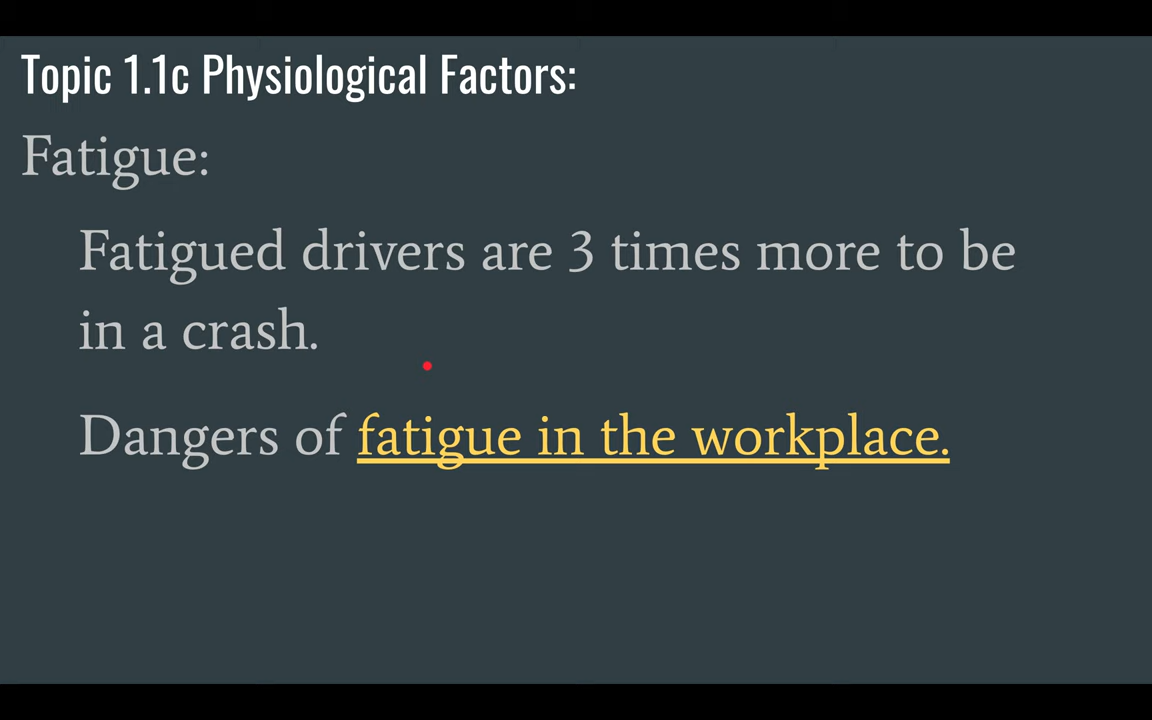 Topic 1.1c Physiological Factors:
Fatigue:
Fatigued drivers are 3 times more to be
in a crash.
Dangers of fatigue in the workplace.